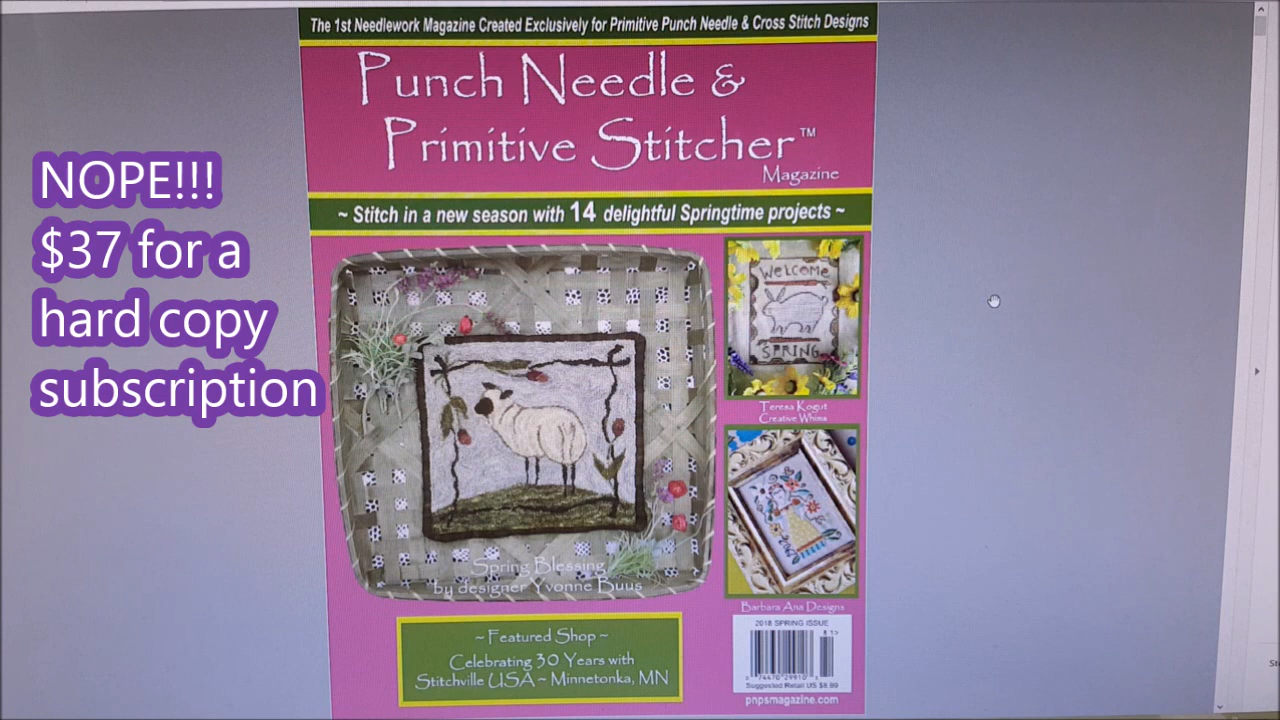 The 1st Needlework Magazine Created Exclusively for Primitive Punch Needle & Cross Stitch Designs
Punch Needle &
Primitive Stitcher™
Magazine
~ Stitch in a new season with 14 delightful Springtime projects ~
NOPE!!!
$37 for a
hard copy
subscription
WELCOME
SPRING
Teresa Kogut
Creative Whims
Spring Blessing
by designer Yvonne Buus
Barbara Ana Designs
~ Featured Shop ~
Celebrating 30 Years with
Stitchville USA ~ Minnetonka, MN
2018 SPRING ISSUE
Suggested Retail US $8.99
pnpsmagazine.com